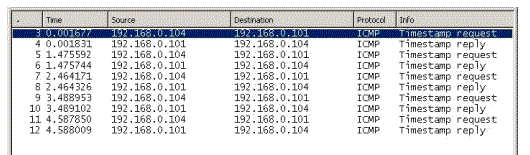 . Time Source Destination Protocol Info
3 0.001677 192.168.0.104 192.168.0.101 ICMP Timestamp request
4 0.001831 192.168.0.101 192.168.0.104 ICMP Timestamp reply
5 1.475592 192.168.0.104 192.168.0.101 ICMP Timestamp request
6 1.475744 192.168.0.101 192.168.0.104 ICMP Timestamp reply
7 2.464171 192.168.0.104 192.168.0.101 ICMP Timestamp request
8 2.464326 192.168.0.101 192.168.0.104 ICMP Timestamp reply
9 3.488953 192.168.0.104 192.168.0.101 ICMP Timestamp request
10 3.489102 192.168.0.101 192.168.0.104 ICMP Timestamp reply
11 4.587850 192.168.0.104 192.168.0.101 ICMP Timestamp request
12 4.588009 192.168.0.101 192.168.0.104 ICMP Timestamp reply